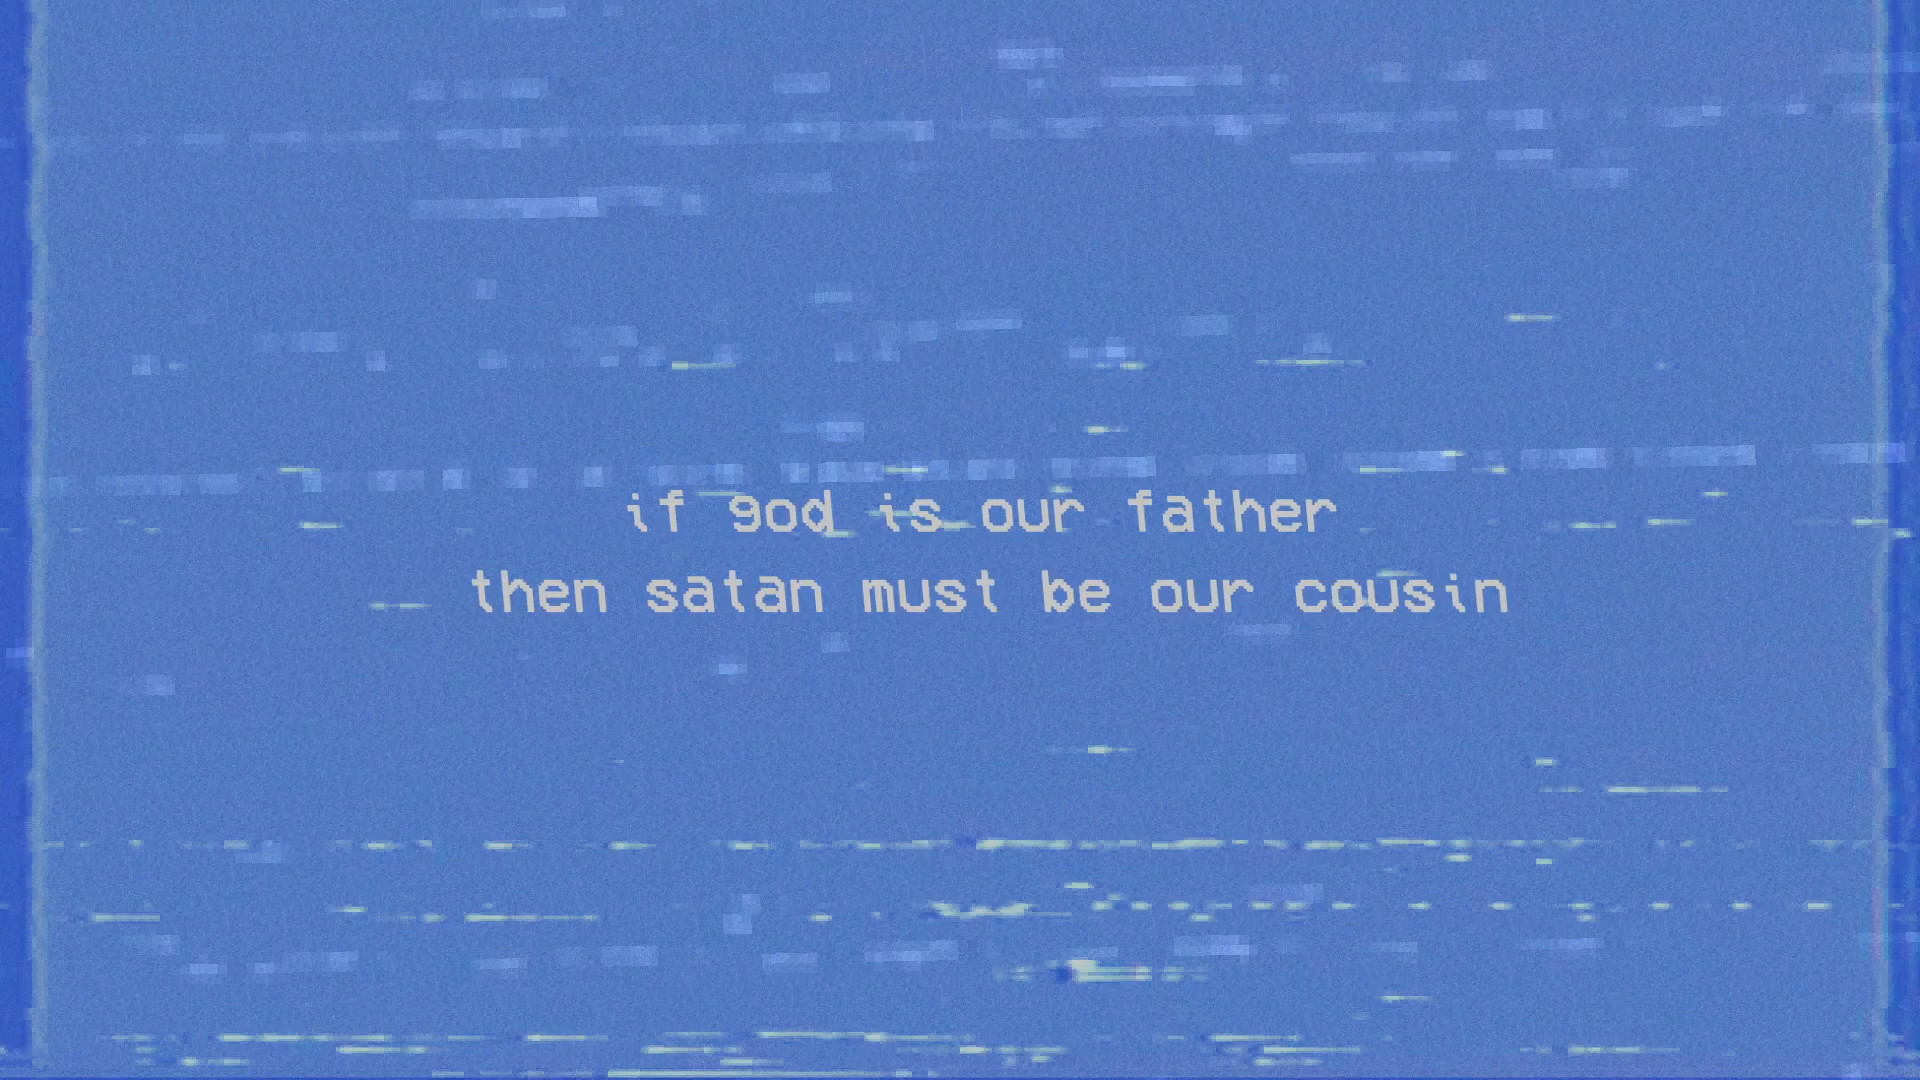 if god is our father
then satan must be our cousin